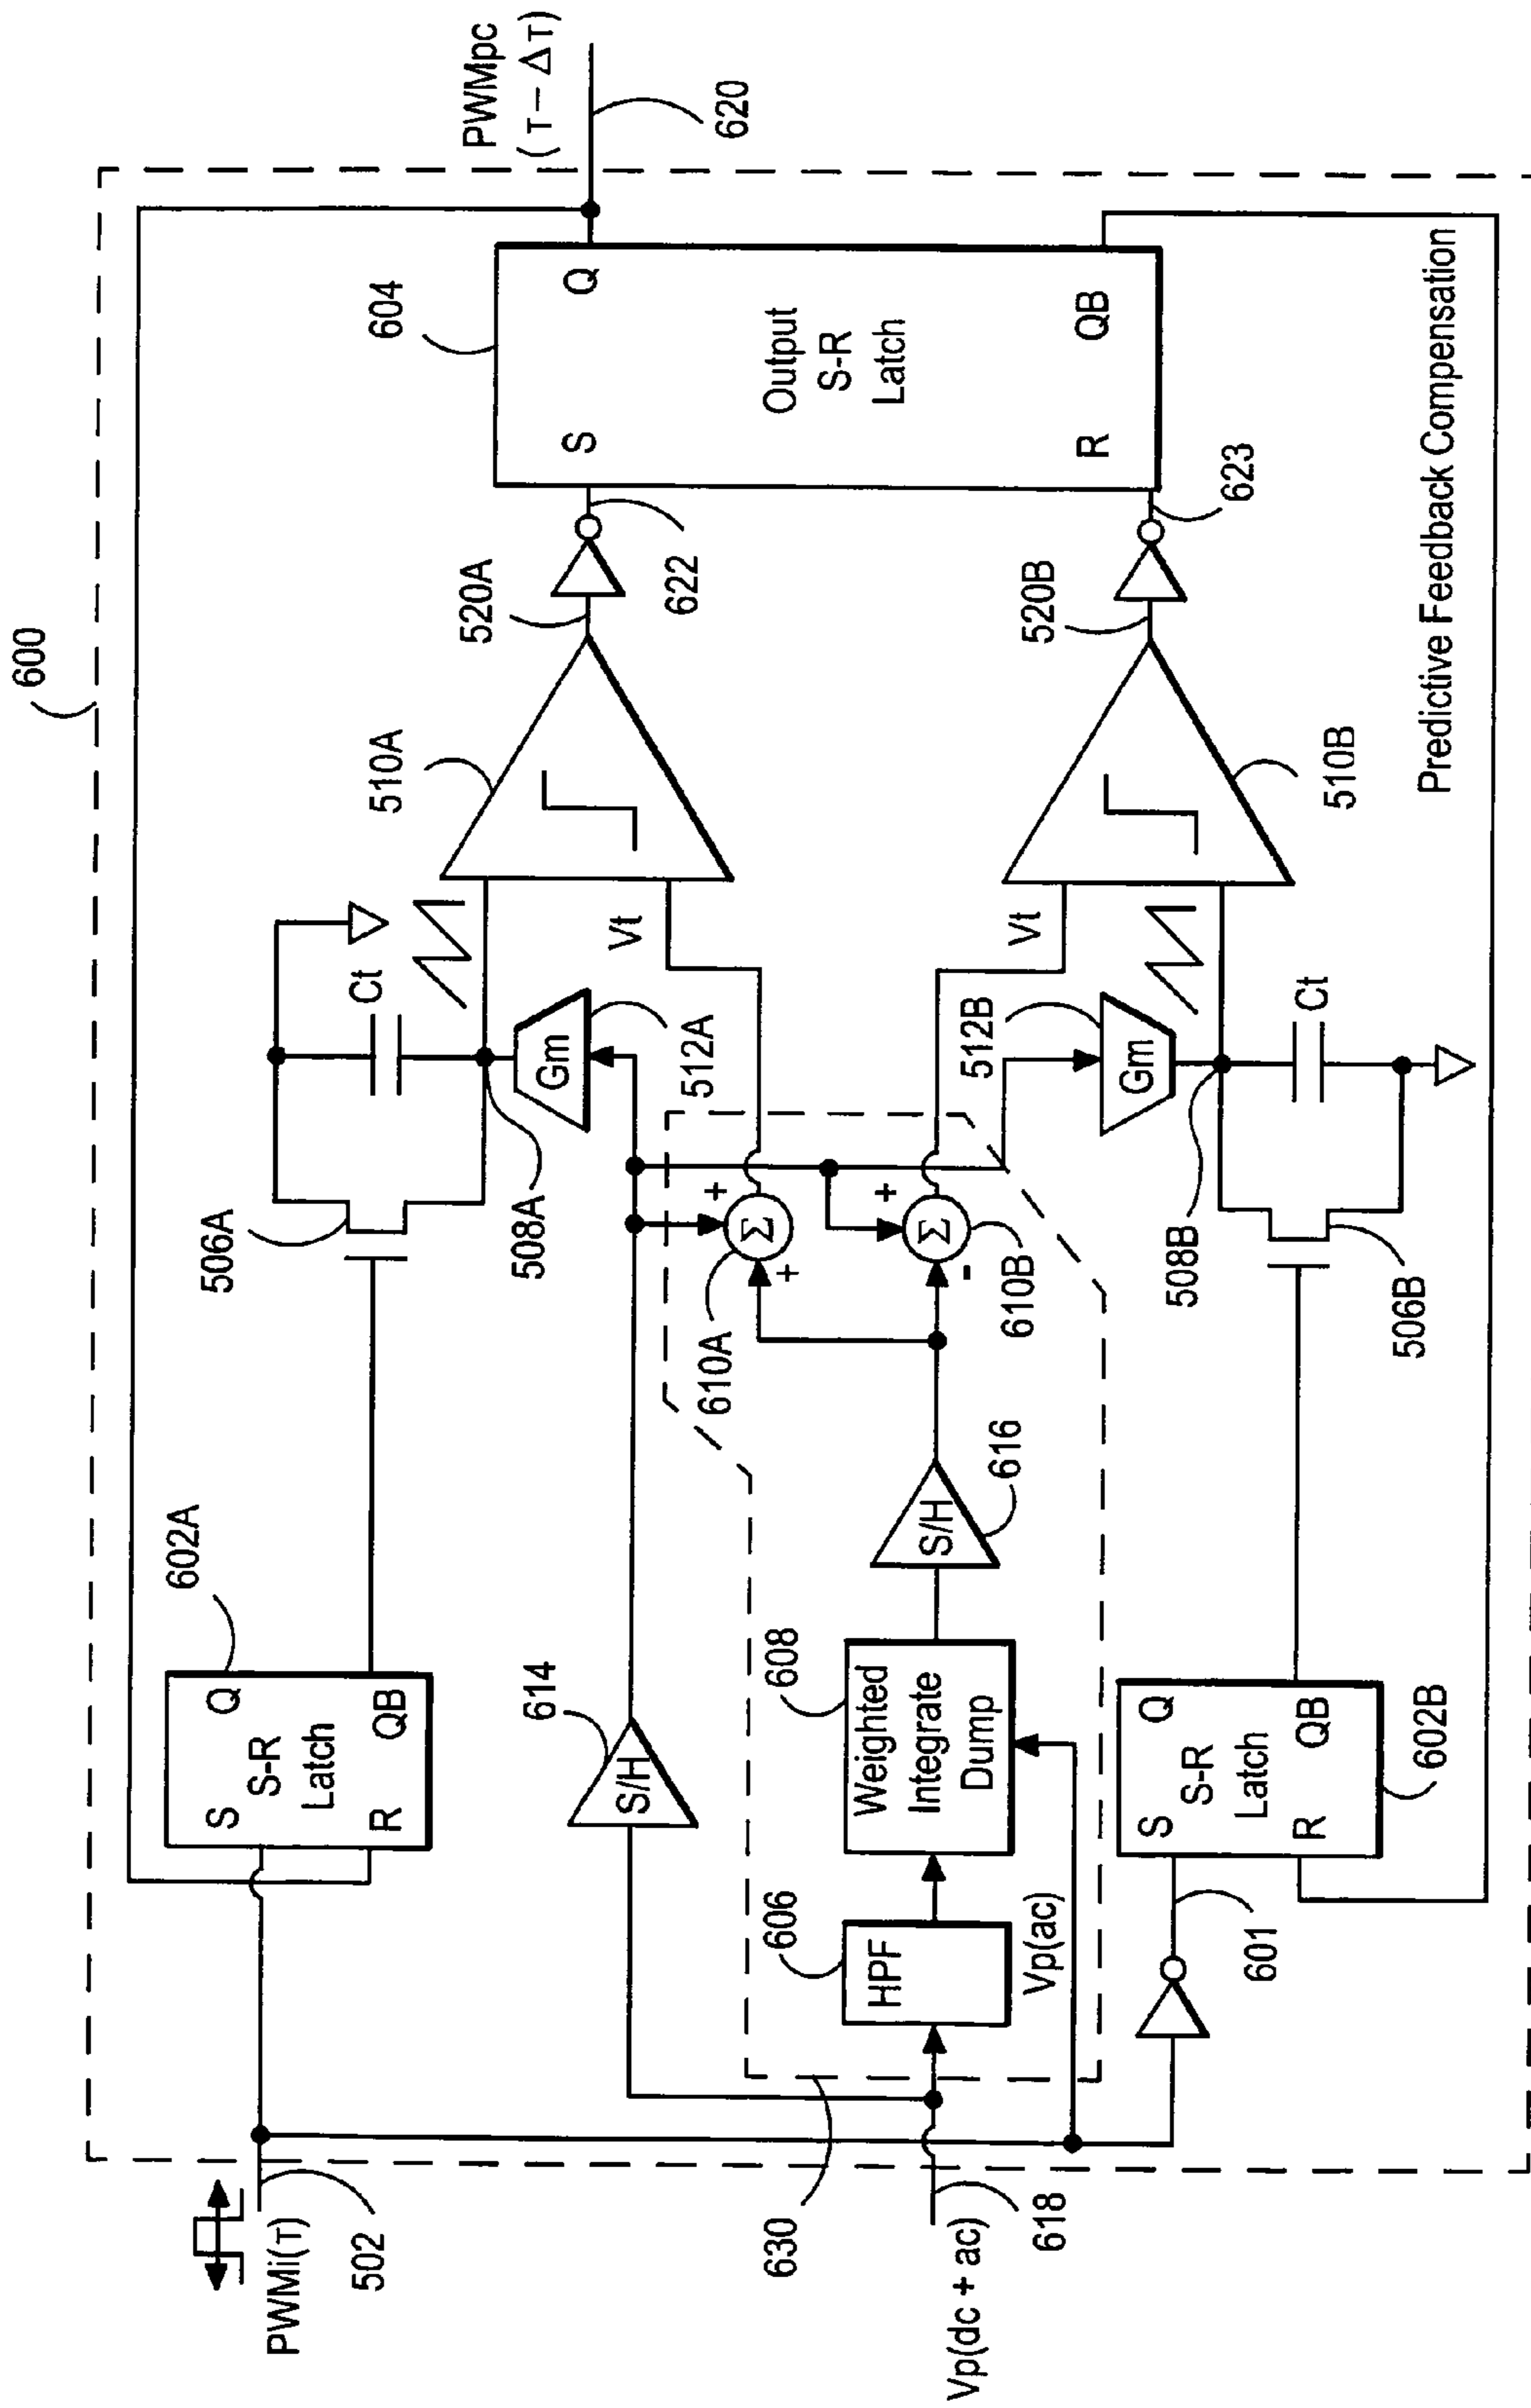 600
PWMi(τ)
502
602A
S
Q
S-R
Latch
R
QB
506A
Ct
508A
Gm
512A
510A
Vt
520A
622
604
S
Q
Output
S-R
Latch
R
QB
PWMpc
(τ - Δτ)
620
614
S/H
630
Vp(dc + ac)
618
606
HPF
Vp(ac)
608
Weighted
Integrate
Dump
S/H
616
610A
Σ
+
+
Σ
+
-
610B
512B
Gm
Vt
508B
Ct
506B
510B
520B
623
601
S
Q
S-R
Latch
R
QB
602B
Predictive Feedback Compensation